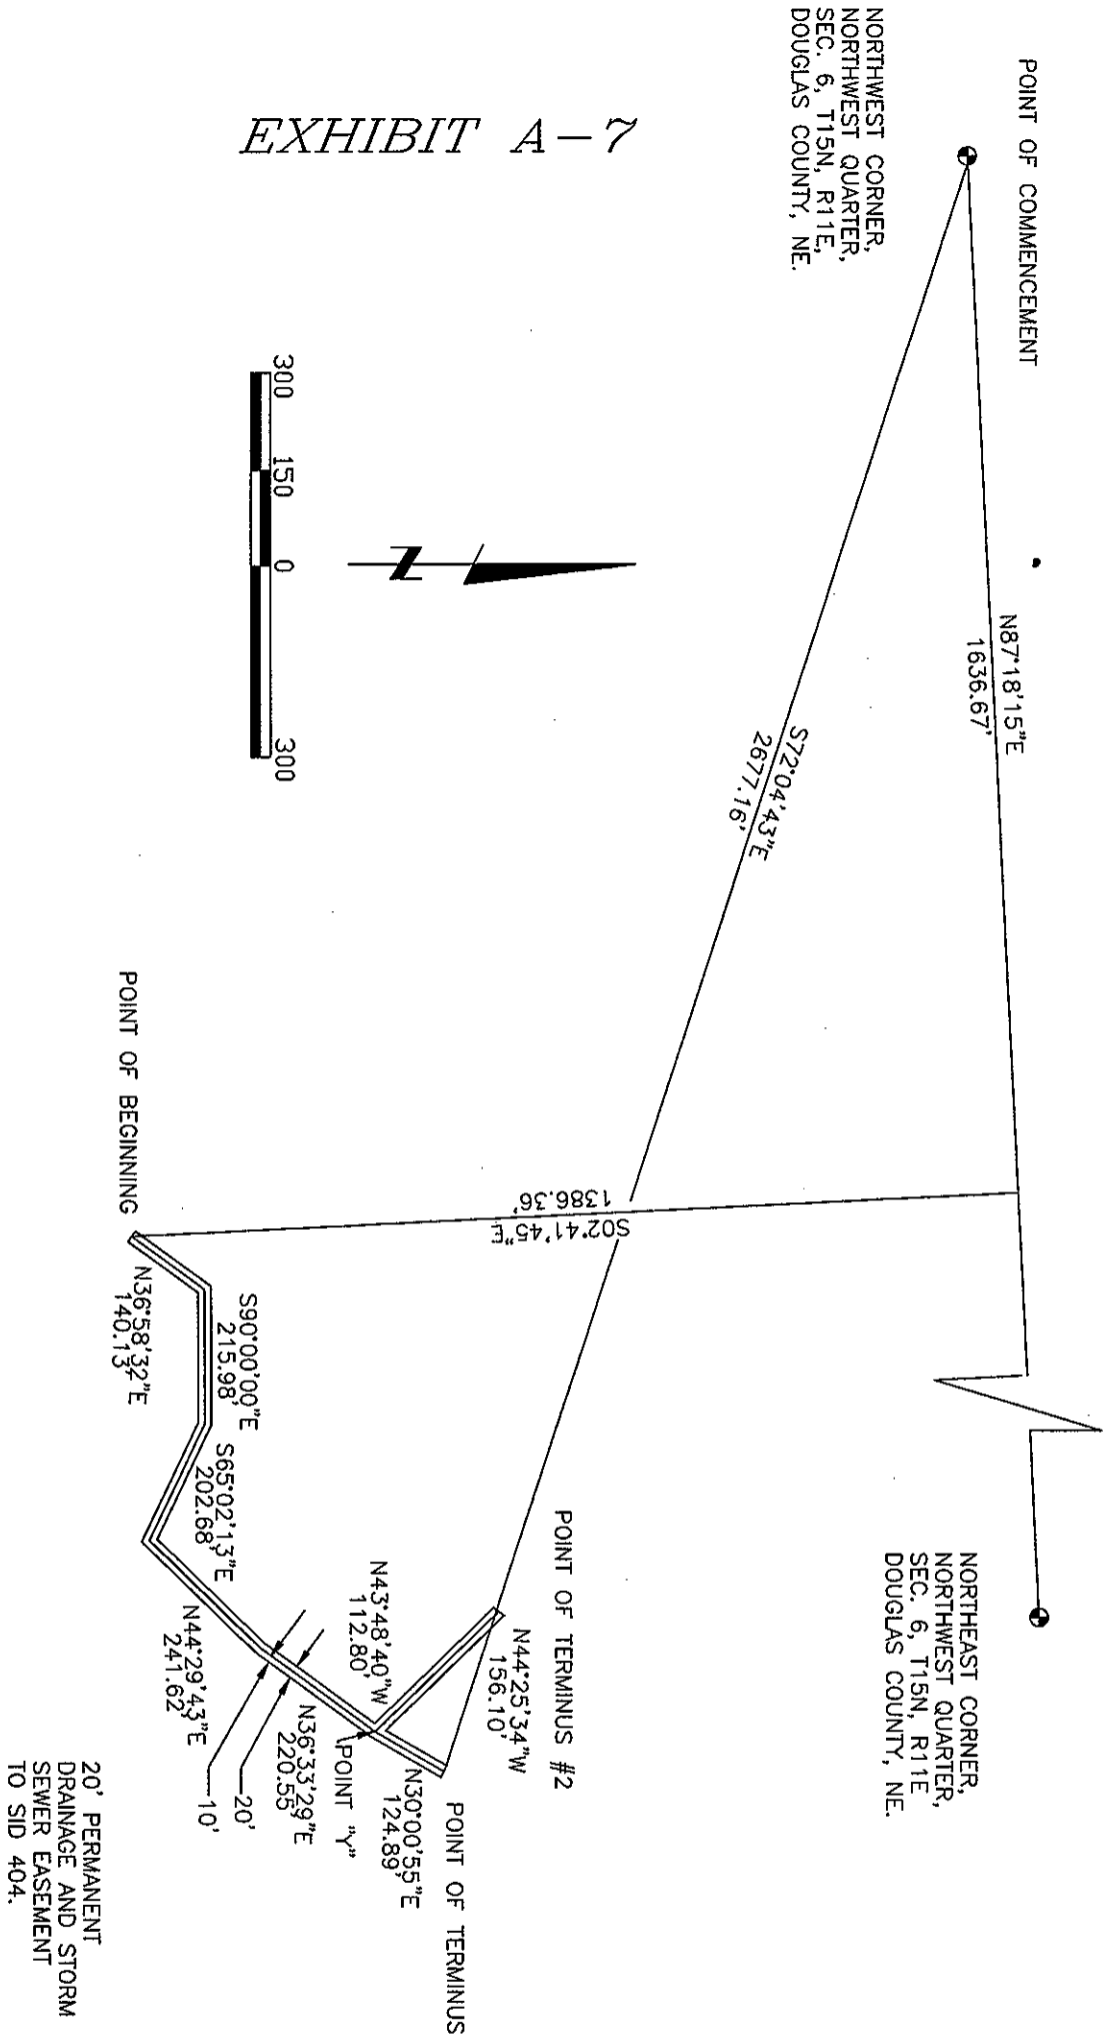 POINT OF COMMENCEMENT
NORTHWEST CORNER,
NORTHWEST QUARTER,
SEC. 6, T15N, R11E,
DOUGLAS COUNTY, NE.
N87°18'15"E
1636.67'
NORTHEAST CORNER,
NORTHWEST QUARTER,
SEC. 6, T15N, R11E
DOUGLAS COUNTY, NE.
S72°04'43"E
2677.16'
1386.36'
S02°41'45"E
EXHIBIT A-7
300 150 0 300
N
POINT OF TERMINUS #2
N44°25'34"W
156.10'
N43°48'40"W
112.80'
POINT OF TERMINUS
N30°00'55"E
124.89'
POINT "Y"
N36°33'29"E
220.55'
20'
10'
N44°29'43"E
241.62'
S65°02'13"E
202.68'
S90°00'00"E
215.98'
N36°58'32"E
140.13'
POINT OF BEGINNING
20' PERMANENT
DRAINAGE AND STORM
SEWER EASEMENT
TO SID 404.